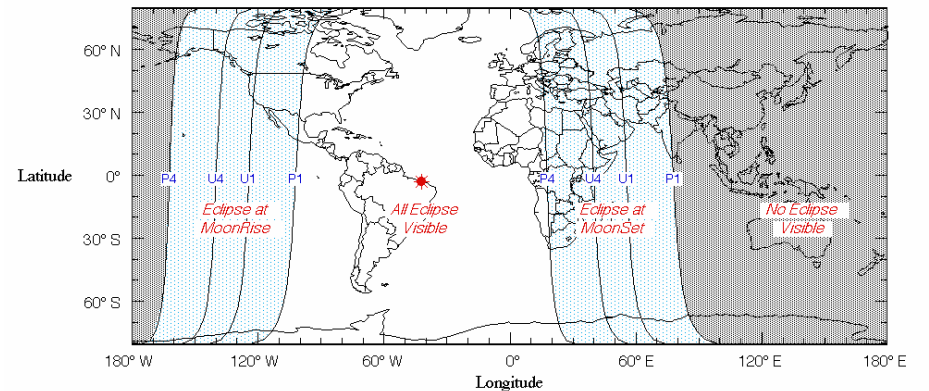 60° N
30° N
Latitude
0°
30° S
60° S
P4 U4 U1 P1 P4 U4 U1 P1
Eclipse at
MoonRise
All Eclipse
Visible
Eclipse at
MoonSet
No Eclipse
Visible
180° W 120° W 60° W 0° 60° E 120° E 180° E
Longitude